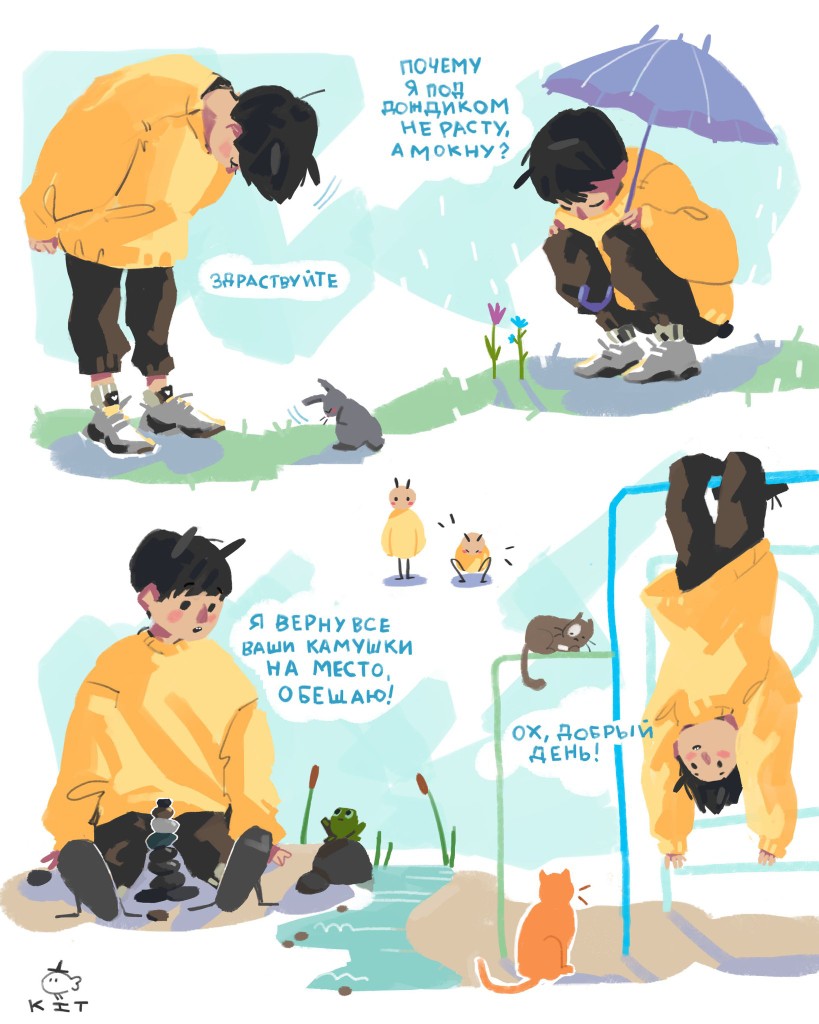 ПОЧЕМУ
Я ПОД
ДОЖДИКОМ
НЕ РАСТУ,
А МОКНУ?
ЗДРАСТВУЙТЕ
Я ВЕРНУ ВСЕ
ВАШИ КАМУШКИ
НА МЕСТО,
ОБЕЩАЮ!
ОХ, ДОБРЫЙ
ДЕНЬ!
КИТ